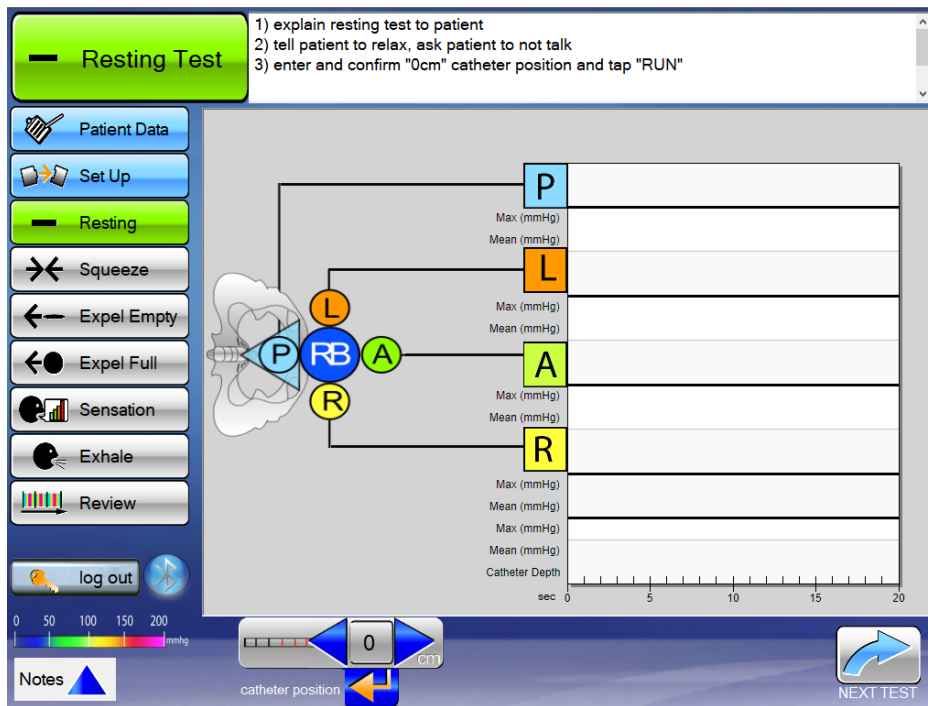 Resting Test
1) explain resting test to patient
2) tell patient to relax, ask patient to not talk
3) enter and confirm "0cm" catheter position and tap "RUN"
Patient Data
Set Up
Resting
Squeeze
Expel Empty
Expel Full
Sensation
Exhale
Review
log out
0 50 100 150 200
mmhg
Notes
P
Max (mmHg)
Mean (mmHg)
L
Max (mmHg)
Mean (mmHg)
A
Max (mmHg)
Mean (mmHg)
R
Max (mmHg)
Mean (mmHg)
Max (mmHg)
Mean (mmHg)
Catheter Depth
sec 0 5 10 15 20
L
P RB A
R
0
cm
catheter position
NEXT TEST